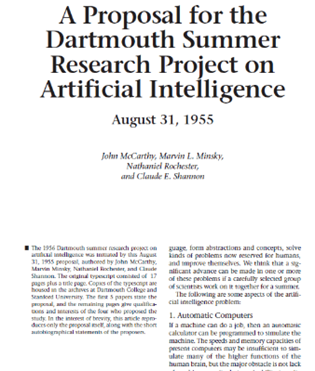 A Proposal for the
Dartmouth Summer
Research Project on
Artificial Intelligence
August 31, 1955
John McCarthy, Marvin L. Minsky,
Nathaniel Rochester,
and Claude E. Shannon
■ The 1956 Dartmouth summer research project on
artificial intelligence was initiated by this August
31, 1955 proposal, authored by John McCarthy,
Marvin Minsky, Nathaniel Rochester, and Claude
Shannon. The original typescript consisted of 17
pages plus a title page. Copies of the typescript are
housed in the archives at Dartmouth College and
Stanford University. The first 5 papers state the
proposal, and the remaining pages give qualifica-
tions and interests of the four who proposed the
study. In the interest of brevity, this article repro-
duces only the proposal itself, along with the short
autobiographical statements of the proposers.
guage, form abstractions and concepts, solve
kinds of problems now reserved for humans,
and improve themselves. We think that a sig-
nificant advance can be made in one or more
of these problems if a carefully selected group
of scientists work on it together for a summer.
The following are some aspects of the artifi-
cial intelligence problem:
1. Automatic Computers
If a machine can do a job, then an automatic
calculator can be programmed to simulate the
machine. The speeds and memory capacities of
present computers may be insufficient to sim-
ulate many of the higher functions of the
human brain, but the major obstacle is not lack